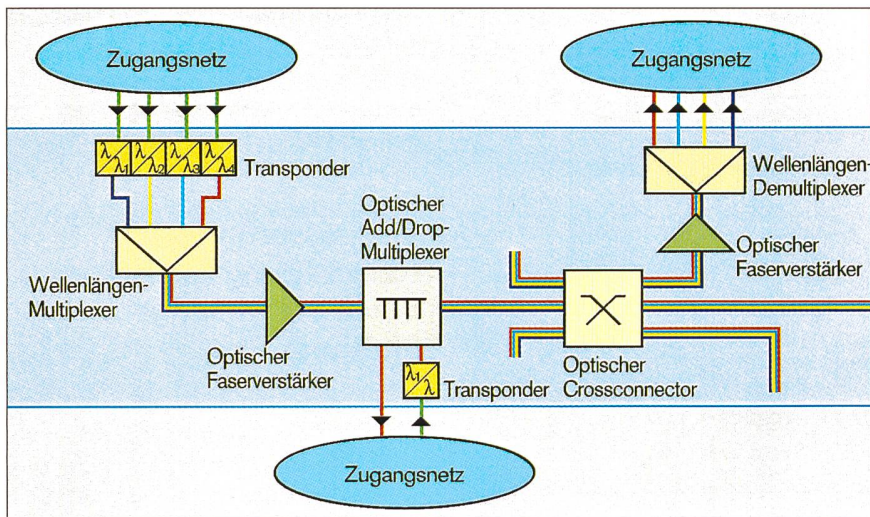 Zugangsnetz
Zugangsnetz
λ/λ1 λ/λ2 λ/λ3 λ/λ4
Transponder
Wellenlängen-
Multiplexer
Optischer
Faserverstärker
Optischer
Add/Drop-
Multiplexer
λ1/λ
Transponder
Optischer
Crossconnector
Wellenlängen-
Demultiplexer
Optischer
Faserverstärker
Zugangsnetz